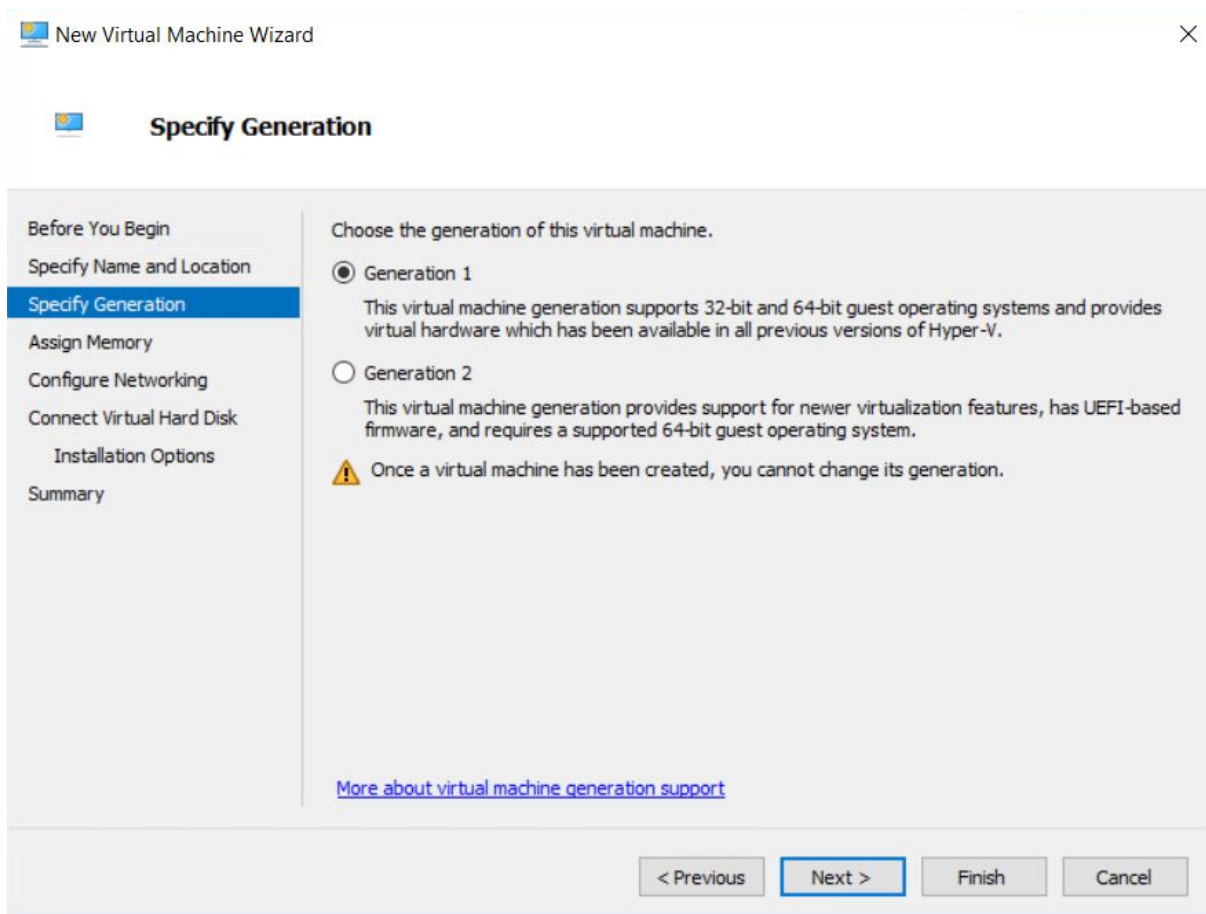 New Virtual Machine Wizard
Specify Generation
Before You Begin
Specify Name and Location
Specify Generation
Assign Memory
Configure Networking
Connect Virtual Hard Disk
Installation Options
Summary
Choose the generation of this virtual machine.
Generation 1
This virtual machine generation supports 32-bit and 64-bit guest operating systems and provides
virtual hardware which has been available in all previous versions of Hyper-V.
Generation 2
This virtual machine generation provides support for newer virtualization features, has UEFI-based
firmware, and requires a supported 64-bit guest operating system.
Once a virtual machine has been created, you cannot change its generation.
More about virtual machine generation support
< Previous
Next >
Finish
Cancel